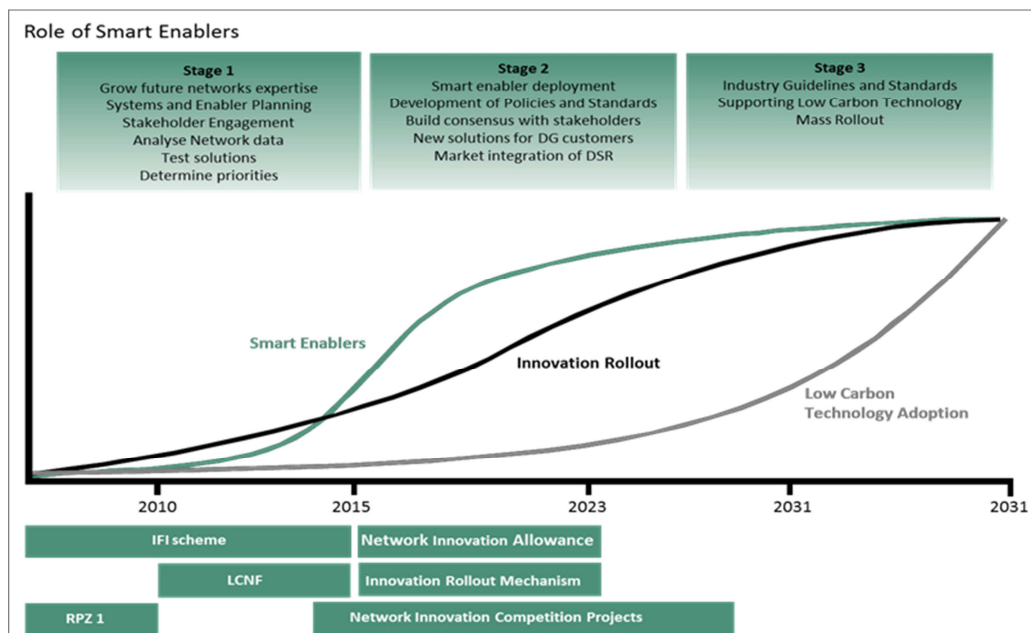 Role of Smart Enablers
Stage 1
Grow future networks expertise
Systems and Enabler Planning
Stakeholder Engagement
Analyse Network data
Test solutions
Determine priorities
Stage 2
Smart enabler deployment
Development of Policies and Standards
Build consensus with stakeholders
New solutions for DG customers
Market integration of DSR
Stage 3
Industry Guidelines and Standards
Supporting Low Carbon Technology
Mass Rollout
Smart Enablers
Innovation Rollout
Low Carbon
Technology Adoption
2010
2015
2023
2031
2031
IFI scheme
Network Innovation Allowance
LCNF
Innovation Rollout Mechanism
RPZ 1
Network Innovation Competition Projects